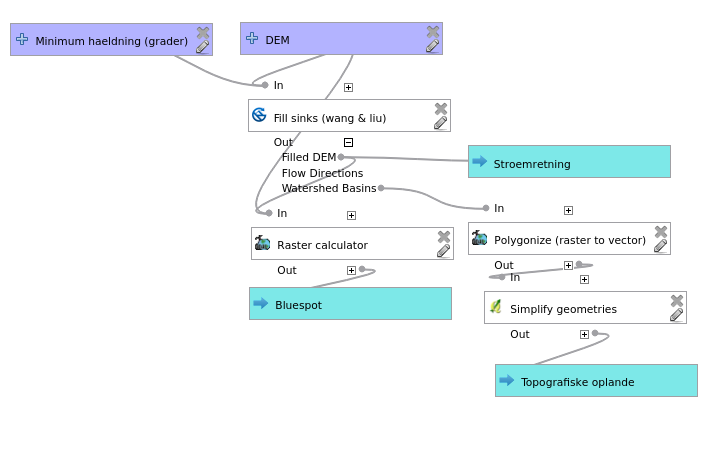 Minimum haeldning (grader)
DEM
In
Fill sinks (wang & liu)
Out
Filled DEM
Stroemretning
Flow Directions
Watershed Basins
In
In
Raster calculator
Polygonize (raster to vector)
Out
Out
In
Bluespot
Simplify geometries
Out
Topografiske oplande